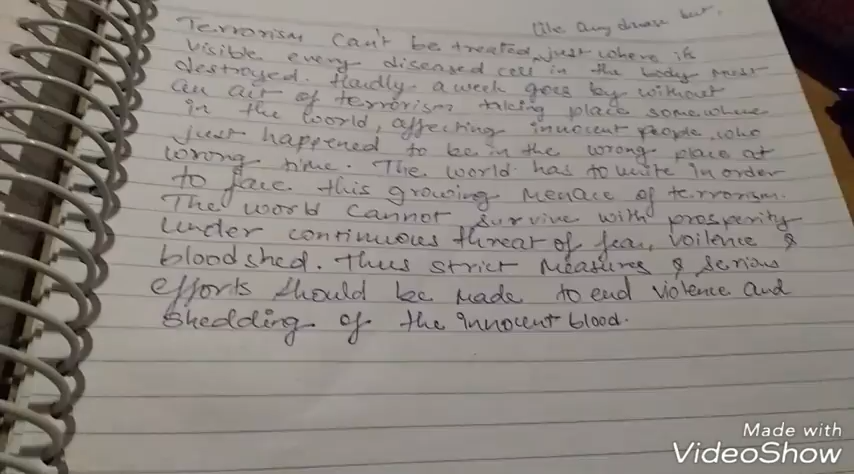 like any disease but
Terrorism can't be treated just where it
visible every diseased cell in the body must
destroyed. Hardly a week goes by without
an act of terrorism taking place somewhere
in the world, affecting innocent people, who
just happened to be in the wrong place at
wrong time. The world has to unite in order
to face this growing menace of terrorism.
The world cannot survive with prosperity
under continuous threat of fear, voilence &
bloodshed. Thus strict measures & serious
efforts should be made to end violence and
shedding of the innocent blood.
Made with
VideoShow